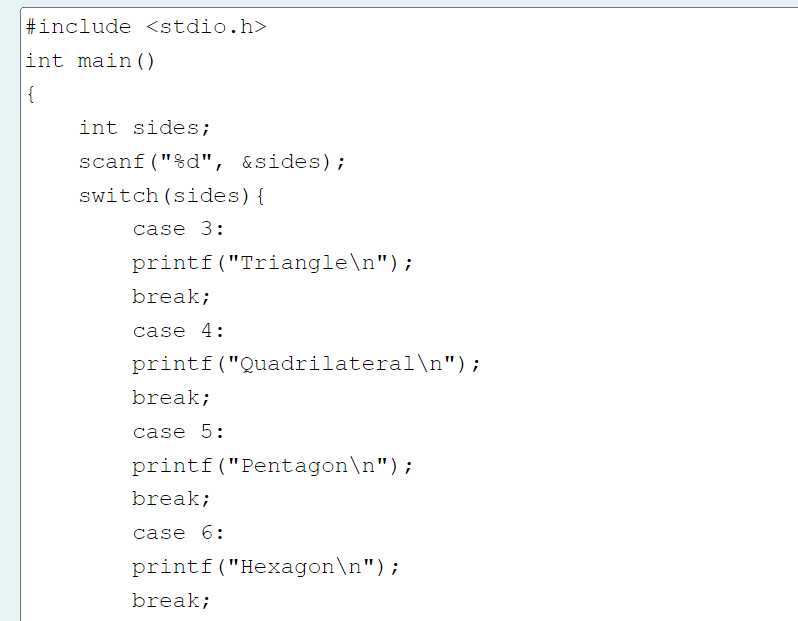 #include <stdio.h>
int main()
{
    int sides;
    scanf("%d", &sides);
    switch(sides){
        case 3:
        printf("Triangle\n");
        break;
        case 4:
        printf("Quadrilateral\n");
        break;
        case 5:
        printf("Pentagon\n");
        break;
        case 6:
        printf("Hexagon\n");
        break;